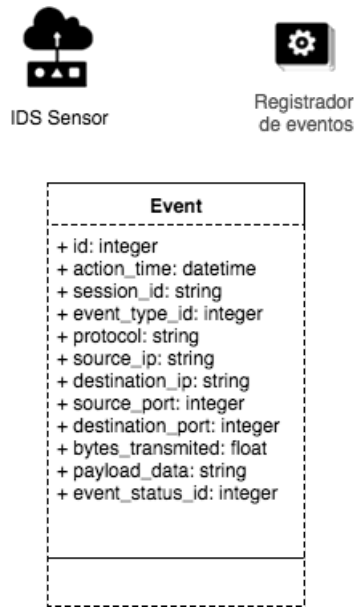 IDS Sensor
Registrador
de eventos
Event
+ id: integer
+ action_time: datetime
+ session_id: string
+ event_type_id: integer
+ protocol: string
+ source_ip: string
+ destination_ip: string
+ source_port: integer
+ destination_port: integer
+ bytes_transmited: float
+ payload_data: string
+ event_status_id: integer